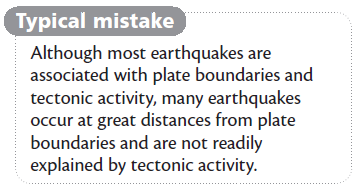 Typical mistake
Although most earthquakes are
associated with plate boundaries and
tectonic activity, many earthquakes
occur at great distances from plate
boundaries and are not readily
explained by tectonic activity.